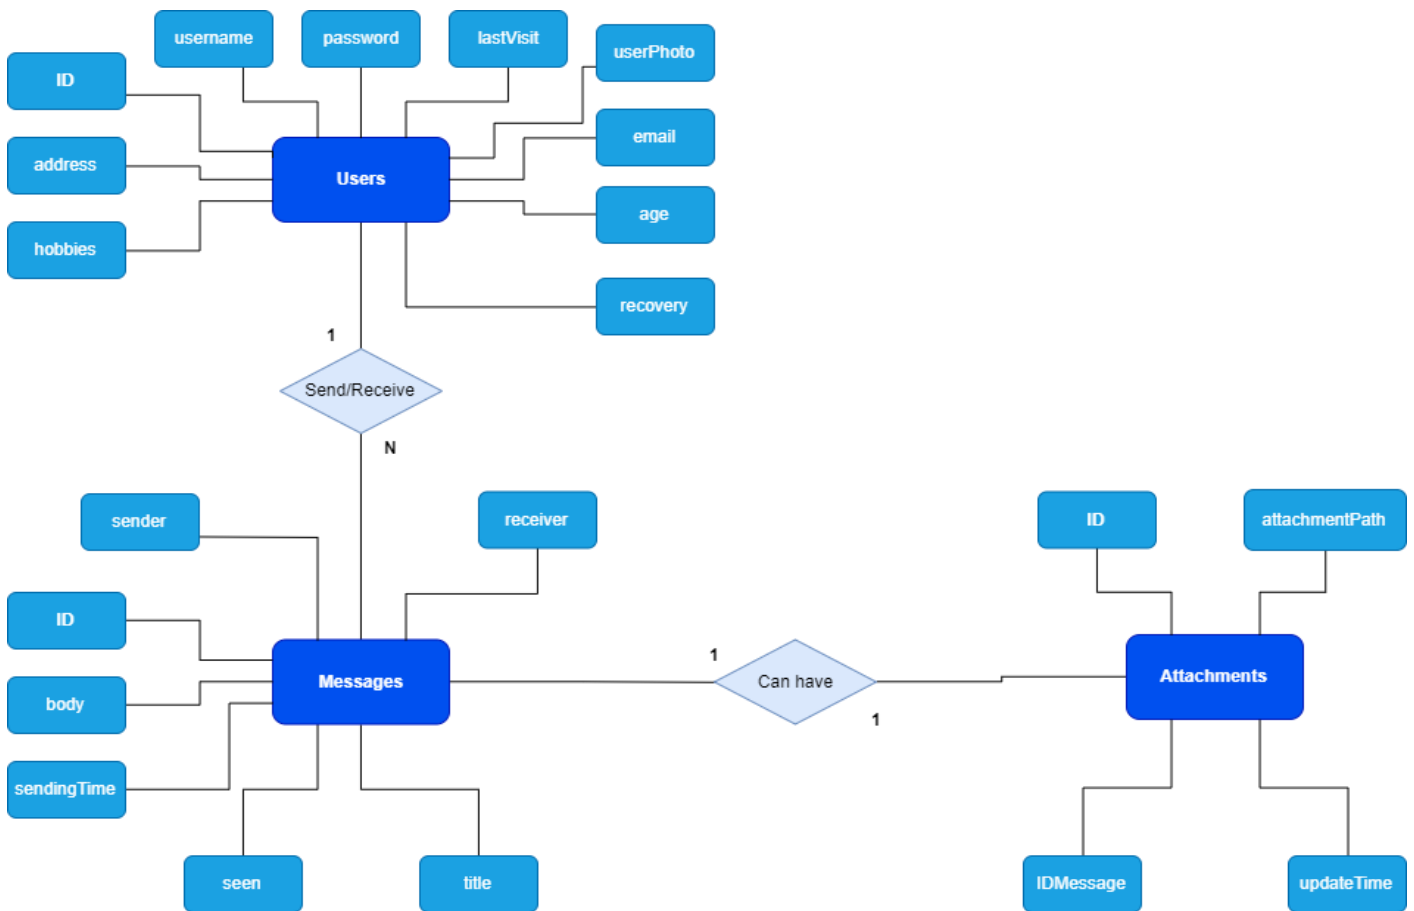 username
password
lastVisit
userPhoto
ID
email
address
Users
age
hobbies
recovery
1
Send/Receive
N
sender
receiver
ID
attachmentPath
ID
1
Messages
Can have
Attachments
body
1
sendingTime
seen
title
IDMessage
updateTime